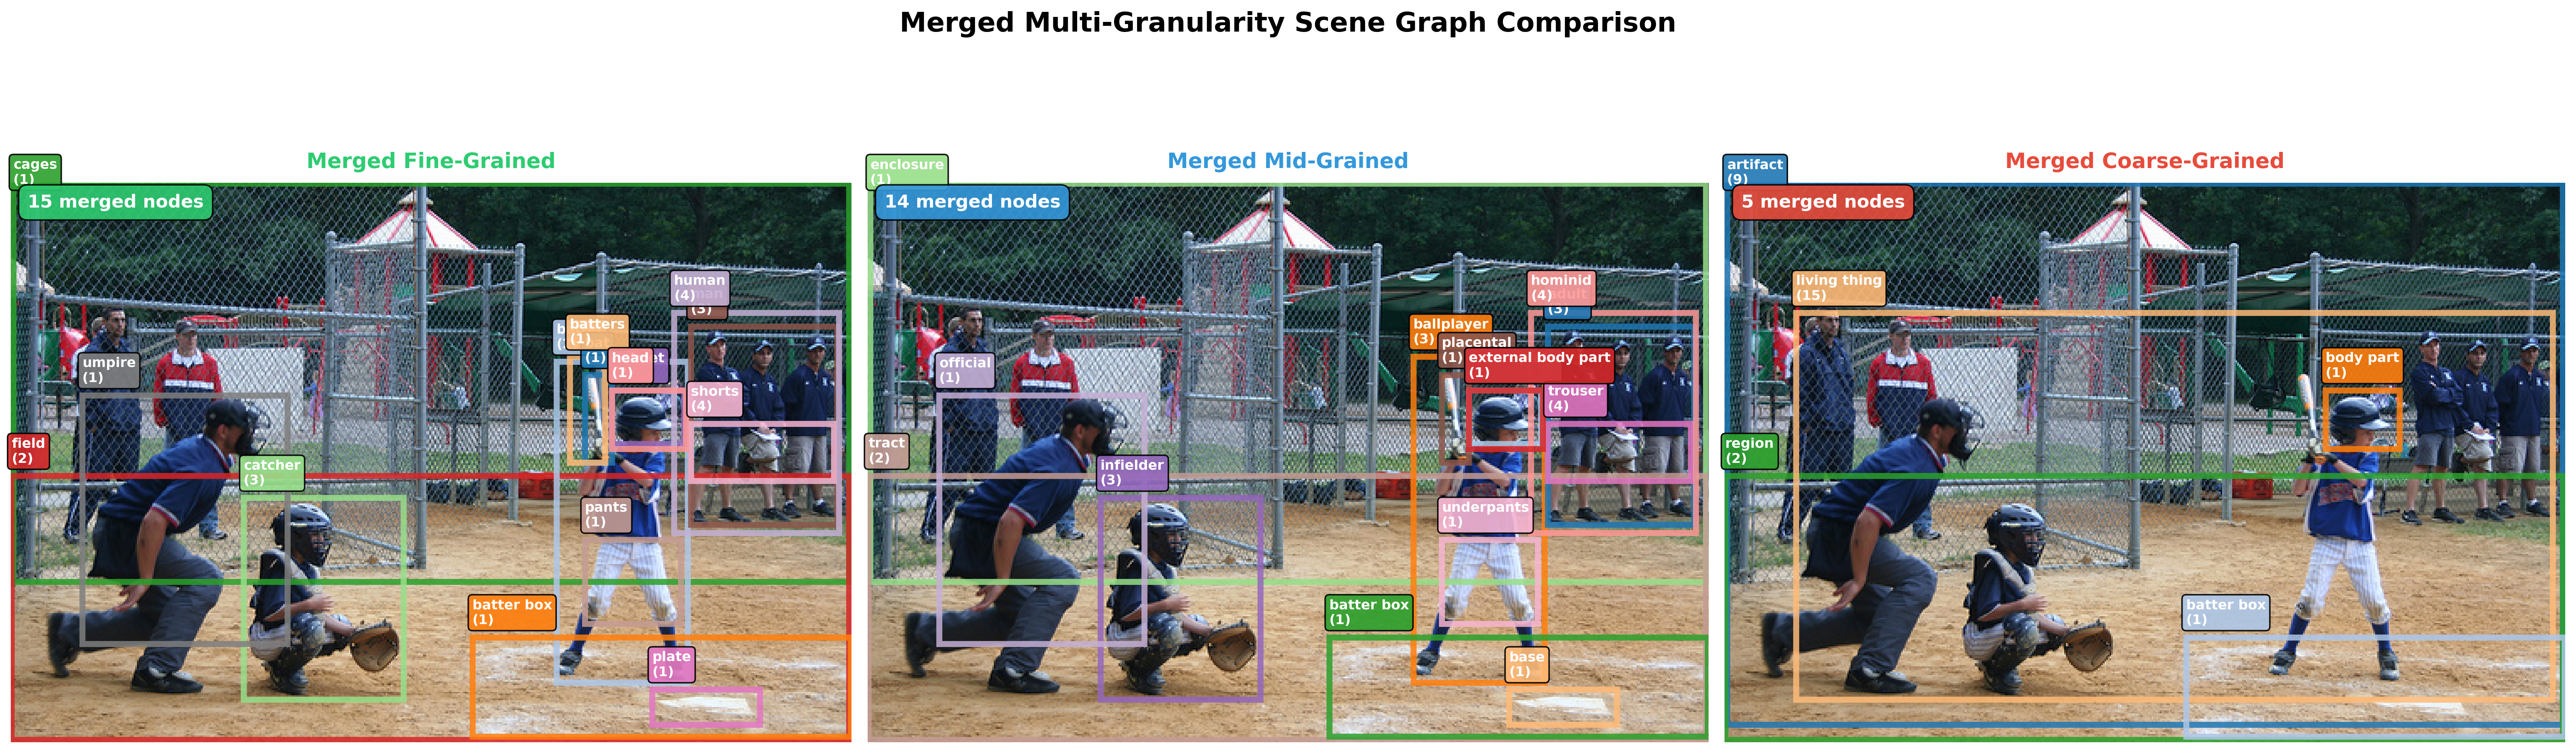 Merged Multi-Granularity Scene Graph Comparison
Merged Fine-Grained
cages
(1)
15 merged nodes
human
(4)
(3)
batters
(1)
(1)
head
(1)
umpire
(1)
shorts
(4)
field
(2)
catcher
(3)
pants
(1)
batter box
(1)
plate
(1)
Merged Mid-Grained
enclosure
(1)
14 merged nodes
hominid
(4)
(3)
ballplayer
(3)
placental
(1)
external body part
(1)
official
(1)
trouser
(4)
tract
(2)
infielder
(3)
underpants
(1)
batter box
(1)
base
(1)
Merged Coarse-Grained
artifact
(9)
5 merged nodes
living thing
(15)
body part
(1)
region
(2)
batter box
(1)